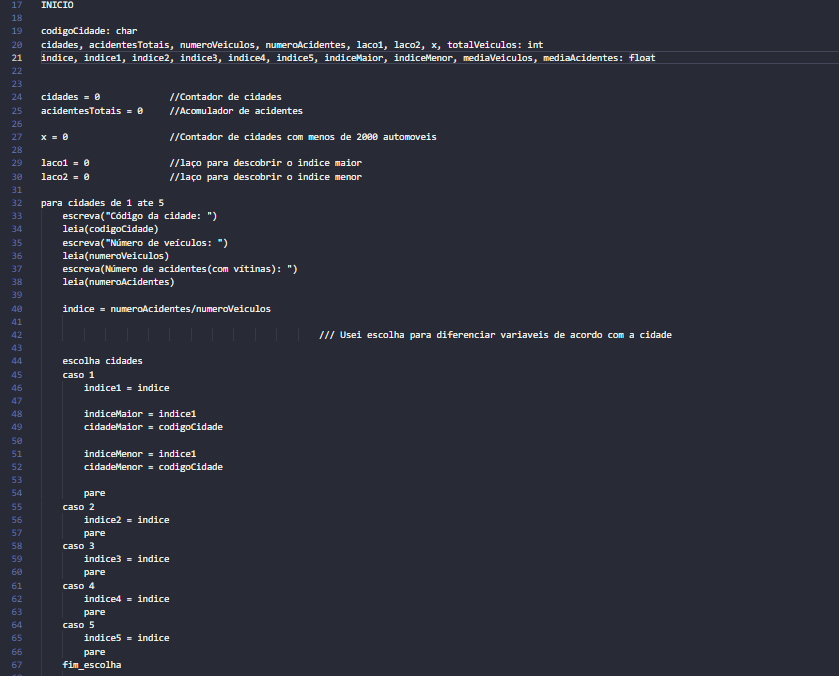 17 INICIO
18
19 codigoCidade: char
20 cidades, acidentesTotais, numeroVeiculos, numeroAcidentes, laco1, laco2, x, totalVeiculos: int
21 indice, indice1, indice2, indice3, indice4, indice5, indiceMaior, indiceMenor, mediaVeiculos, mediaAcidentes: float
22
23
24 cidades = 0 //Contador de cidades
25 acidentesTotais = 0 //Acomulador de acidentes
26
27 x = 0 //Contador de cidades com menos de 2000 automoveis
28
29 laco1 = 0 //laço para descobrir o indice maior
30 laco2 = 0 //laço para descobrir o indice menor
31
32 para cidades de 1 ate 5
33 escreva("Código da cidade: ")
34 leia(codigoCidade)
35 escreva("Número de veículos: ")
36 leia(numeroVeiculos)
37 escreva(Número de acidentes(com vítinas): ")
38 leia(numeroAcidentes)
39
40 indice = numeroAcidentes/numeroVeiculos
41
42 /// Usei escolha para diferenciar variaveis de acordo com a cidade
43
44 escolha cidades
45 caso 1
46 indice1 = indice
47
48 indiceMaior = indice1
49 cidadeMaior = codigoCidade
50
51 indiceMenor = indice1
52 cidadeMenor = codigoCidade
53
54 pare
55 caso 2
56 indice2 = indice
57 pare
58 caso 3
59 indice3 = indice
60 pare
61 caso 4
62 indice4 = indice
63 pare
64 caso 5
65 indice5 = indice
66 pare
67 fim_escolha